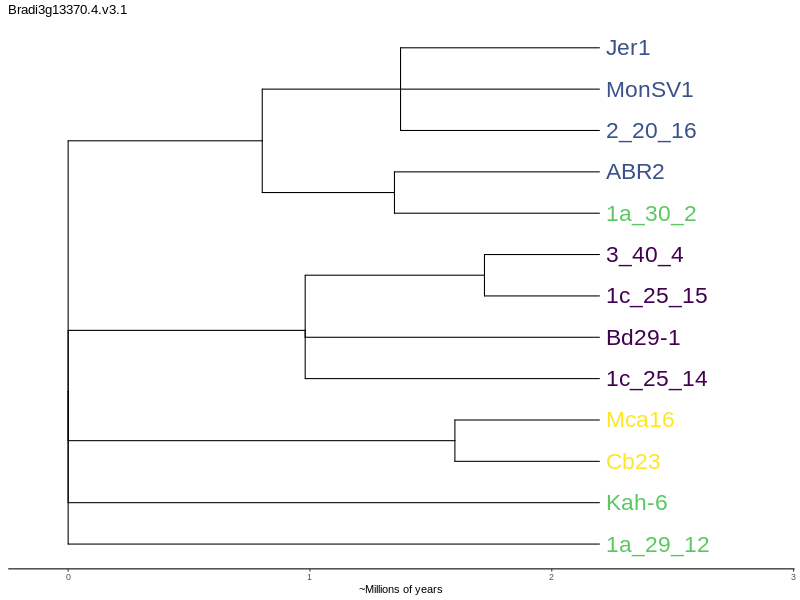 Bradi3g13370.4.v3.1
Jer1
MonSV1
2_20_16
ABR2
1a_30_2
3_40_4
1c_25_15
Bd29-1
1c_25_14
Mca16
Cb23
Kah-6
1a_29_12
0 1 2 3
~Millions of years